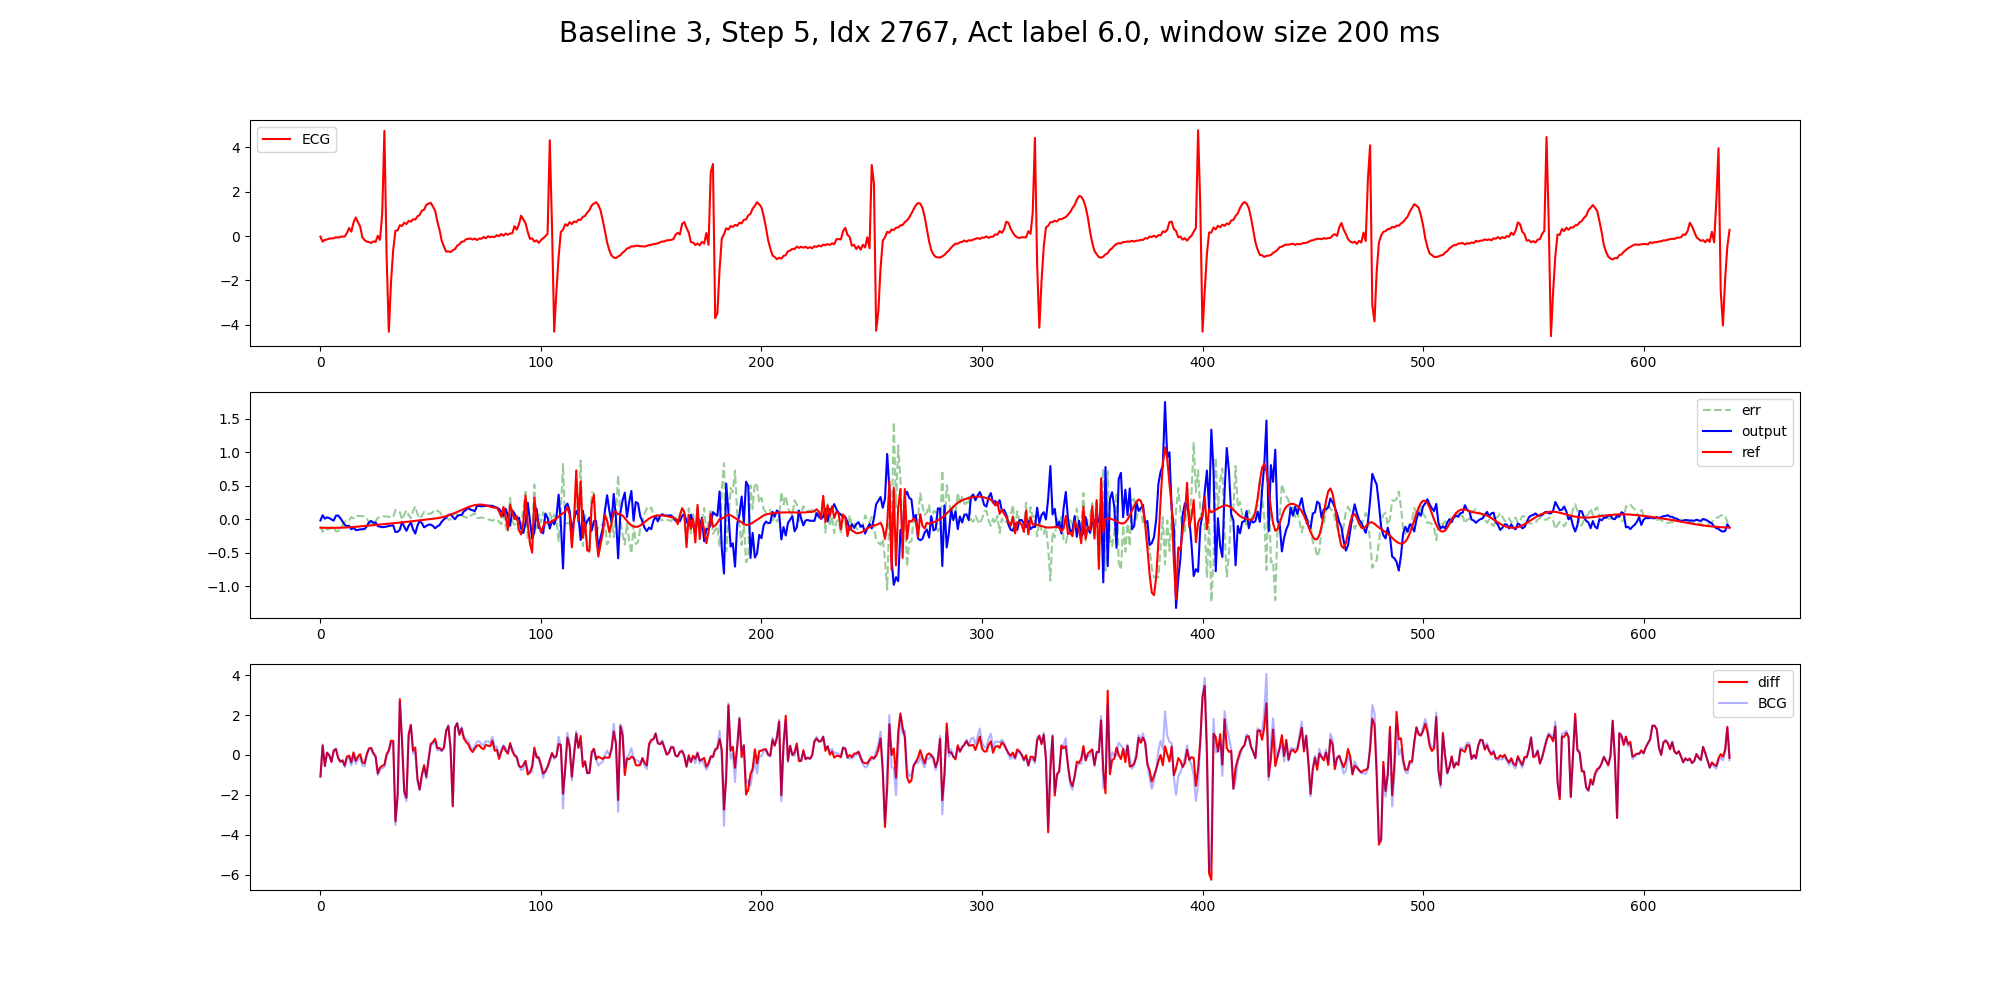 Baseline 3, Step 5, Idx 2767, Act label 6.0, window size 200 ms
ECG
4
2
0
−2
−4
0 100 200 300 400 500 600
err
output
ref
1.5
1.0
0.5
0.0
−0.5
−1.0
0 100 200 300 400 500 600
diff
BCG
4
2
0
−2
−4
−6
0 100 200 300 400 500 600